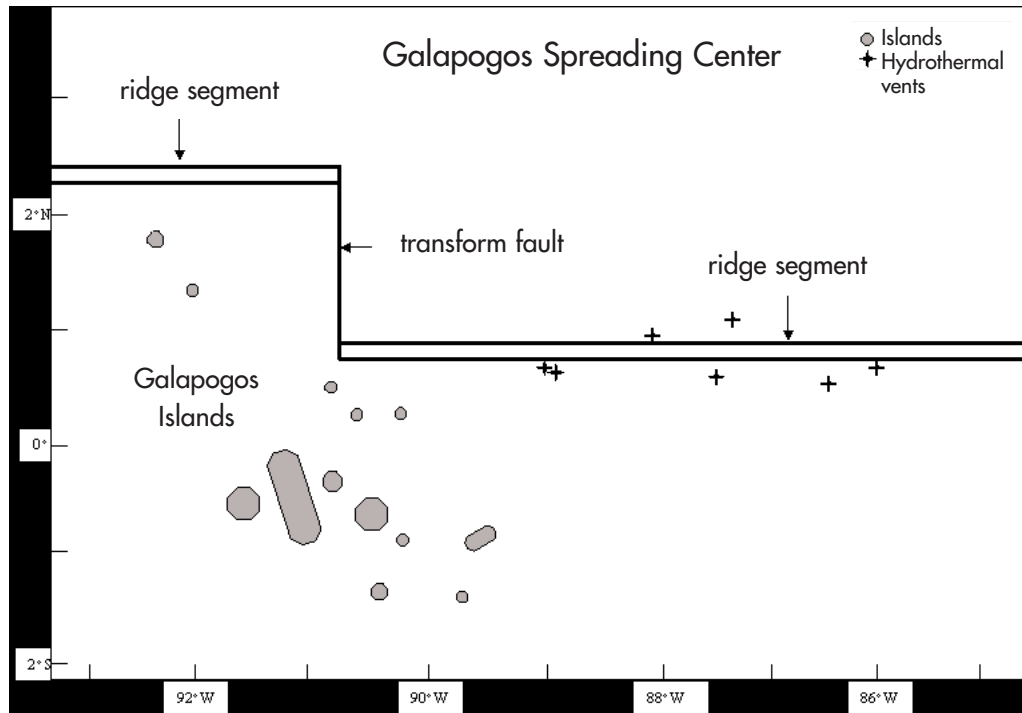 Galapogos Spreading Center
Islands
Hydrothermal
vents
ridge segment
2°N
transform fault
ridge segment
Galapogos
Islands
0°
2°S
92°W
90°W
88°W
86°W